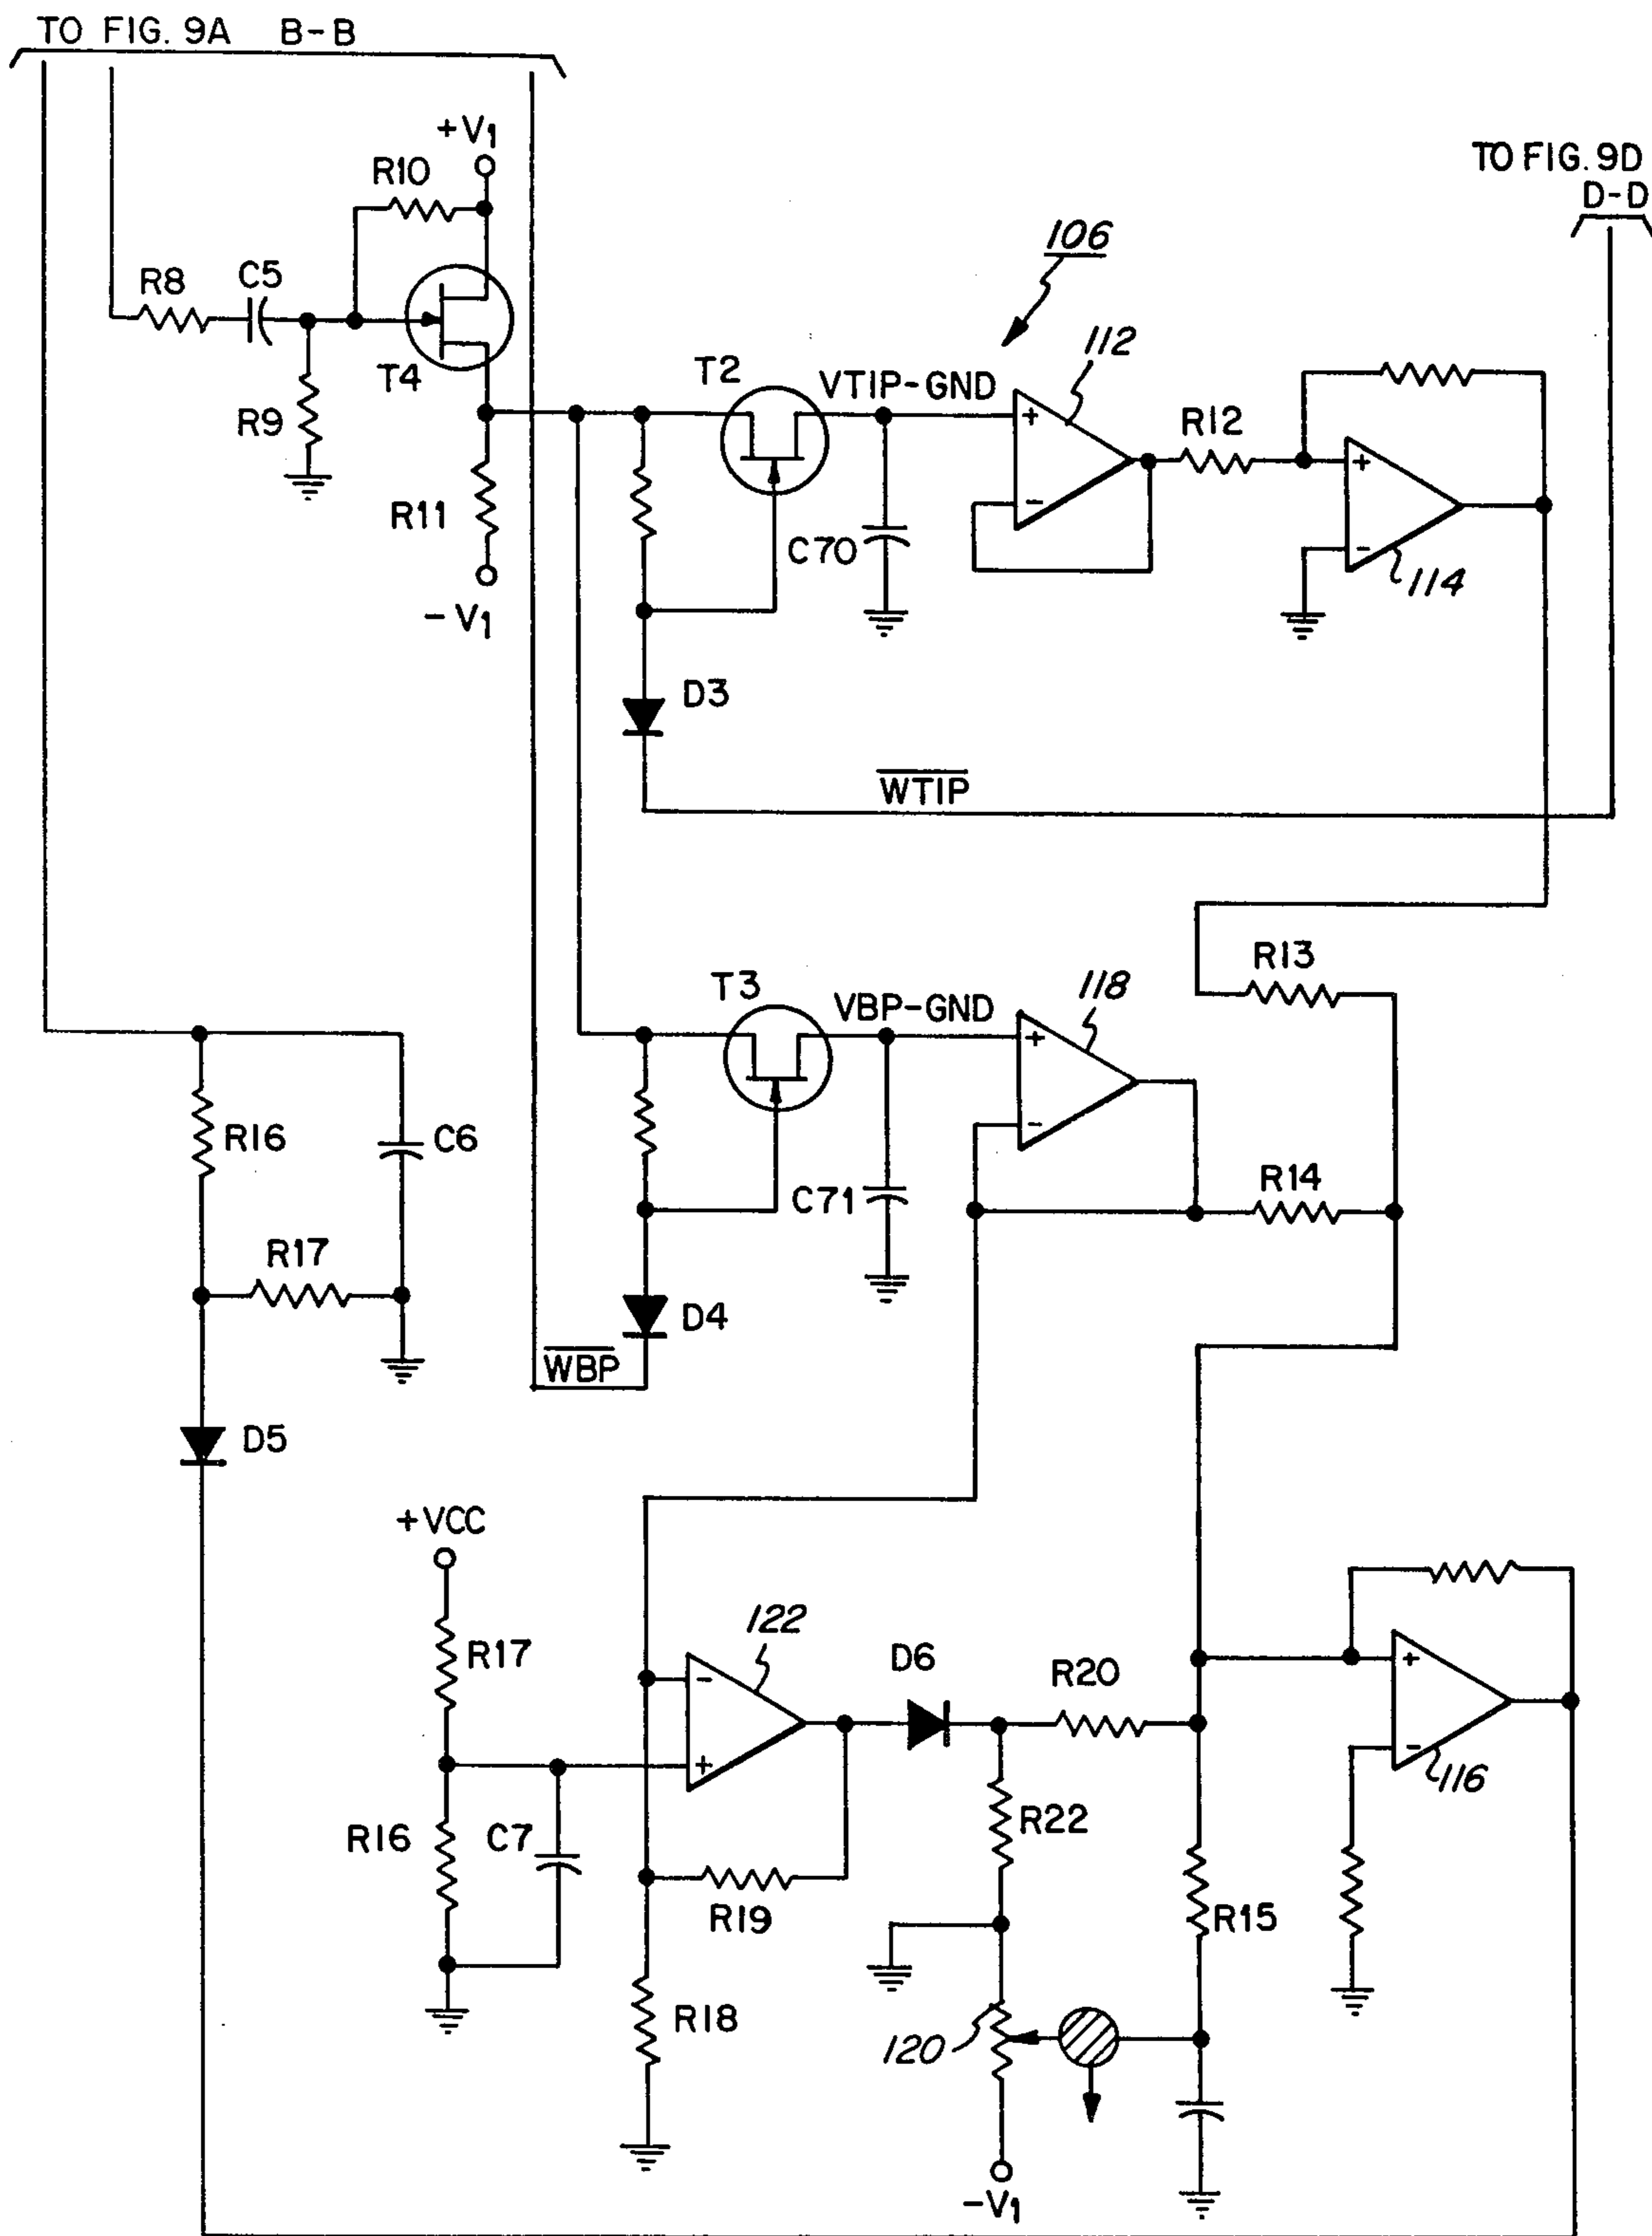 TO FIG. 9A B-B
TO FIG. 9D
D-D
+V1
R10
R8
C5
T4
R9
R11
-V1
106
T2
VTIP-GND
112
R12
C70
114
D3
WTIP
R13
T3
VBP-GND
118
R16
C6
C71
R14
R17
D4
WBP
D5
+VCC
122
R17
D6
R20
116
R16
C7
R22
R19
R15
R18
120
-V1
+
-
+
-
+
-
-
+
+
-